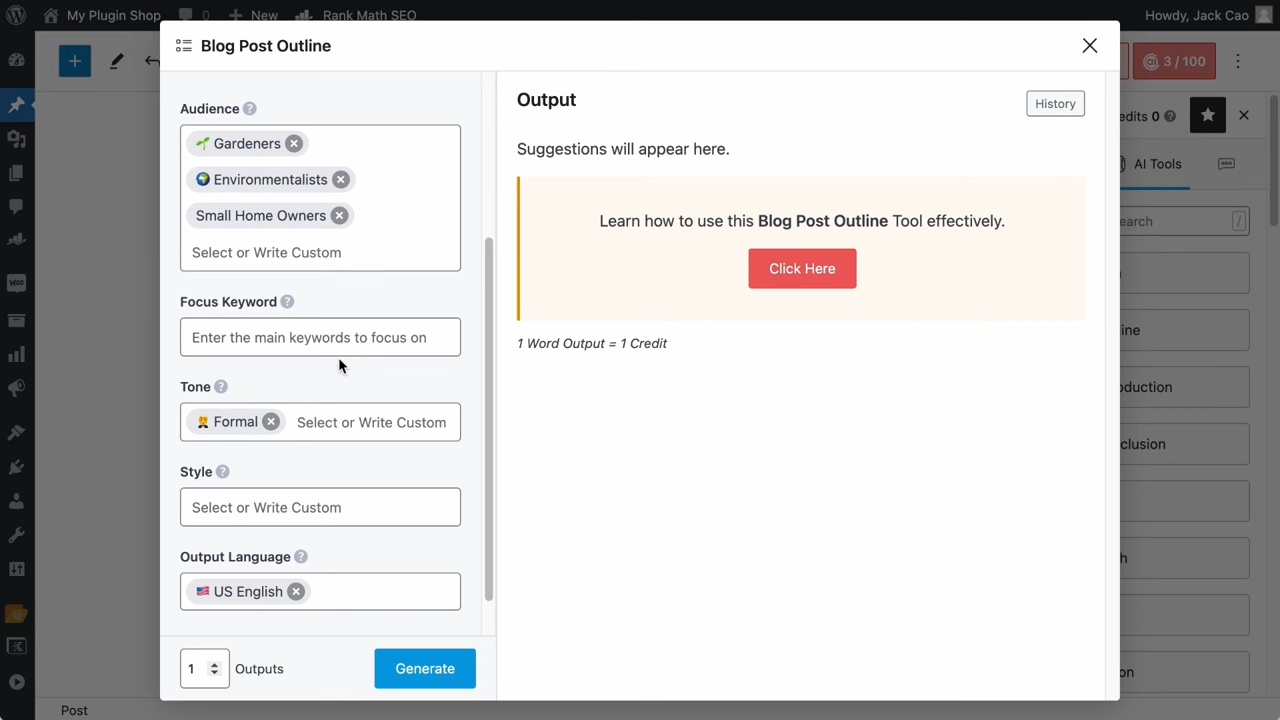 My Plugin Shop
0
New
Rank Math SEO
Howdy, Jack Cao
Blog Post Outline
3 / 100
Audience
Gardeners
Environmentalists
Small Home Owners
Select or Write Custom
Focus Keyword
Enter the main keywords to focus on
Tone
Formal
Select or Write Custom
Style
Select or Write Custom
Output Language
US English
1
Outputs
Generate
Output
History
Suggestions will appear here.
Learn how to use this Blog Post Outline Tool effectively.
Click Here
1 Word Output = 1 Credit
edits 0
AI Tools
earch
/
ine
oduction
clusion
h
on
Woo
Post